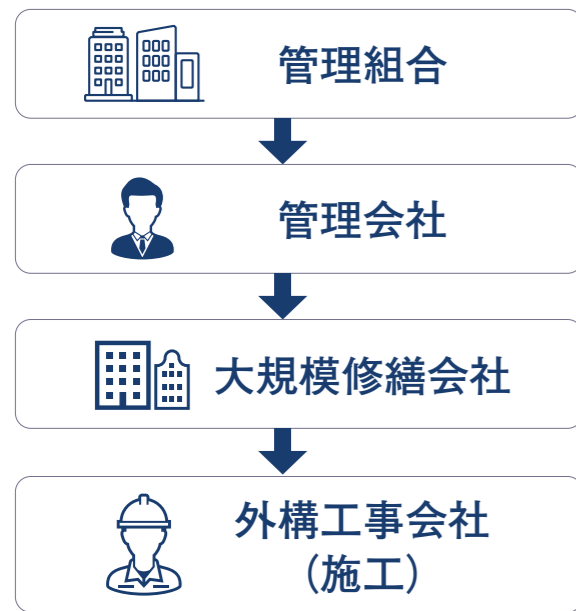 管理組合
管理会社
大規模修繕会社
外構工事会社
(施工)